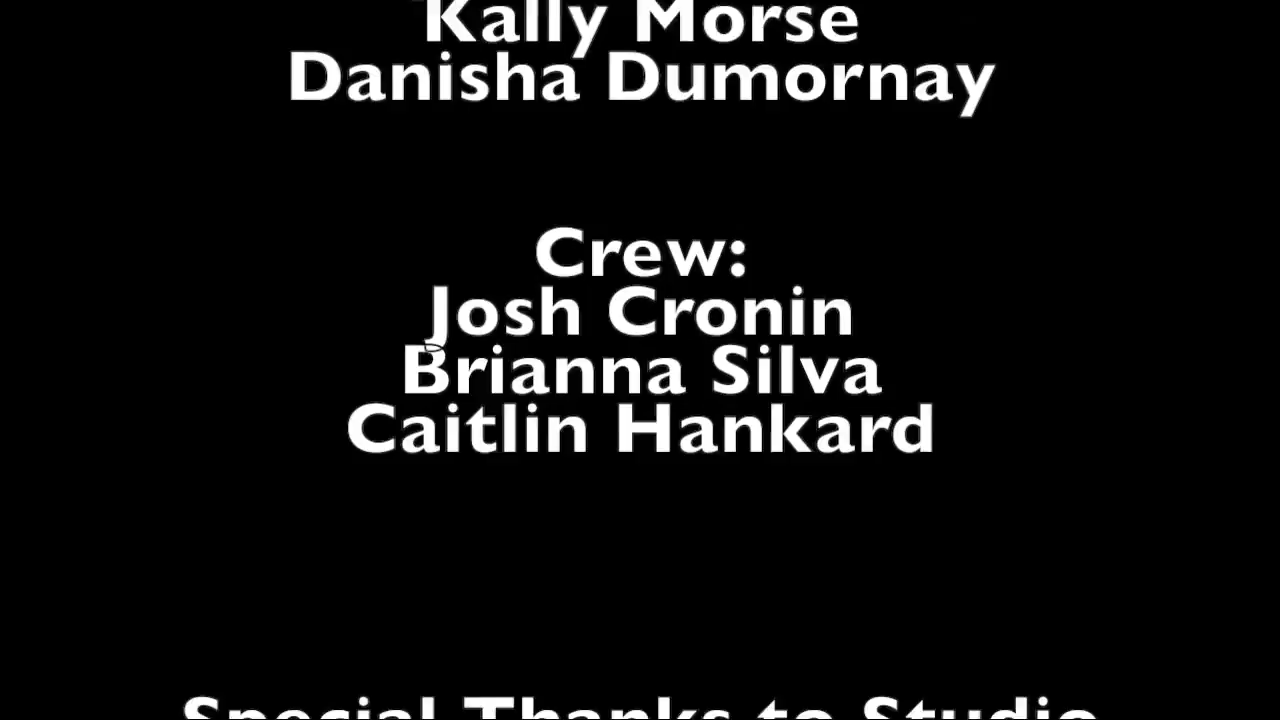 Kally Morse
Danisha Dumornay
Crew:
Josh Cronin
Brianna Silva
Caitlin Hankard
Special Thanks to Studio